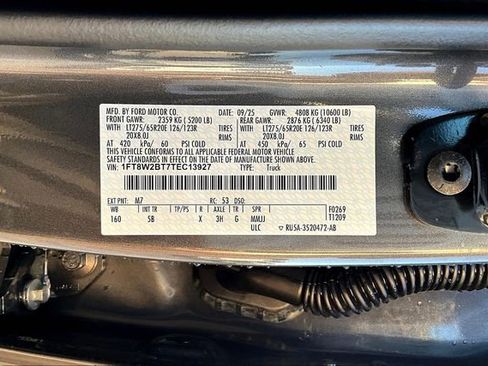 MFD. BY FORD MOTOR CO.
DATE: 09/25 GVWR: 4808 KG (10600 LB)
FRONT GAWR: 2359 KG ( 5200 LB) REAR GAWR: 2876 KG ( 6340 LB)
WITH LT275/65R20E 126/123R TIRES WITH LT275/65R20E 126/123R TIRES
20X8.0J RIMS 20X8.0J RIMS
AT 420 kPa/ 60 PSI COLD AT 450 kPa/ 65 PSI COLD
THIS VEHICLE CONFORMS TO ALL APPLICABLE FEDERAL MOTOR VEHICLE SAFETY STANDARDS IN EFFECT ON THE DATE OF MANUFACTURE SHOWN ABOVE.
VIN: 1FT8W2BT7TEC13927 TYPE: Truck
EXT PNT: M7 RC: 53 DSO: F0269
WB INT TR TP/PS R AXLE TR SPR T1209
160 5B X 3H G MMJJ
ULC ▽ RU5A-3520472-AB